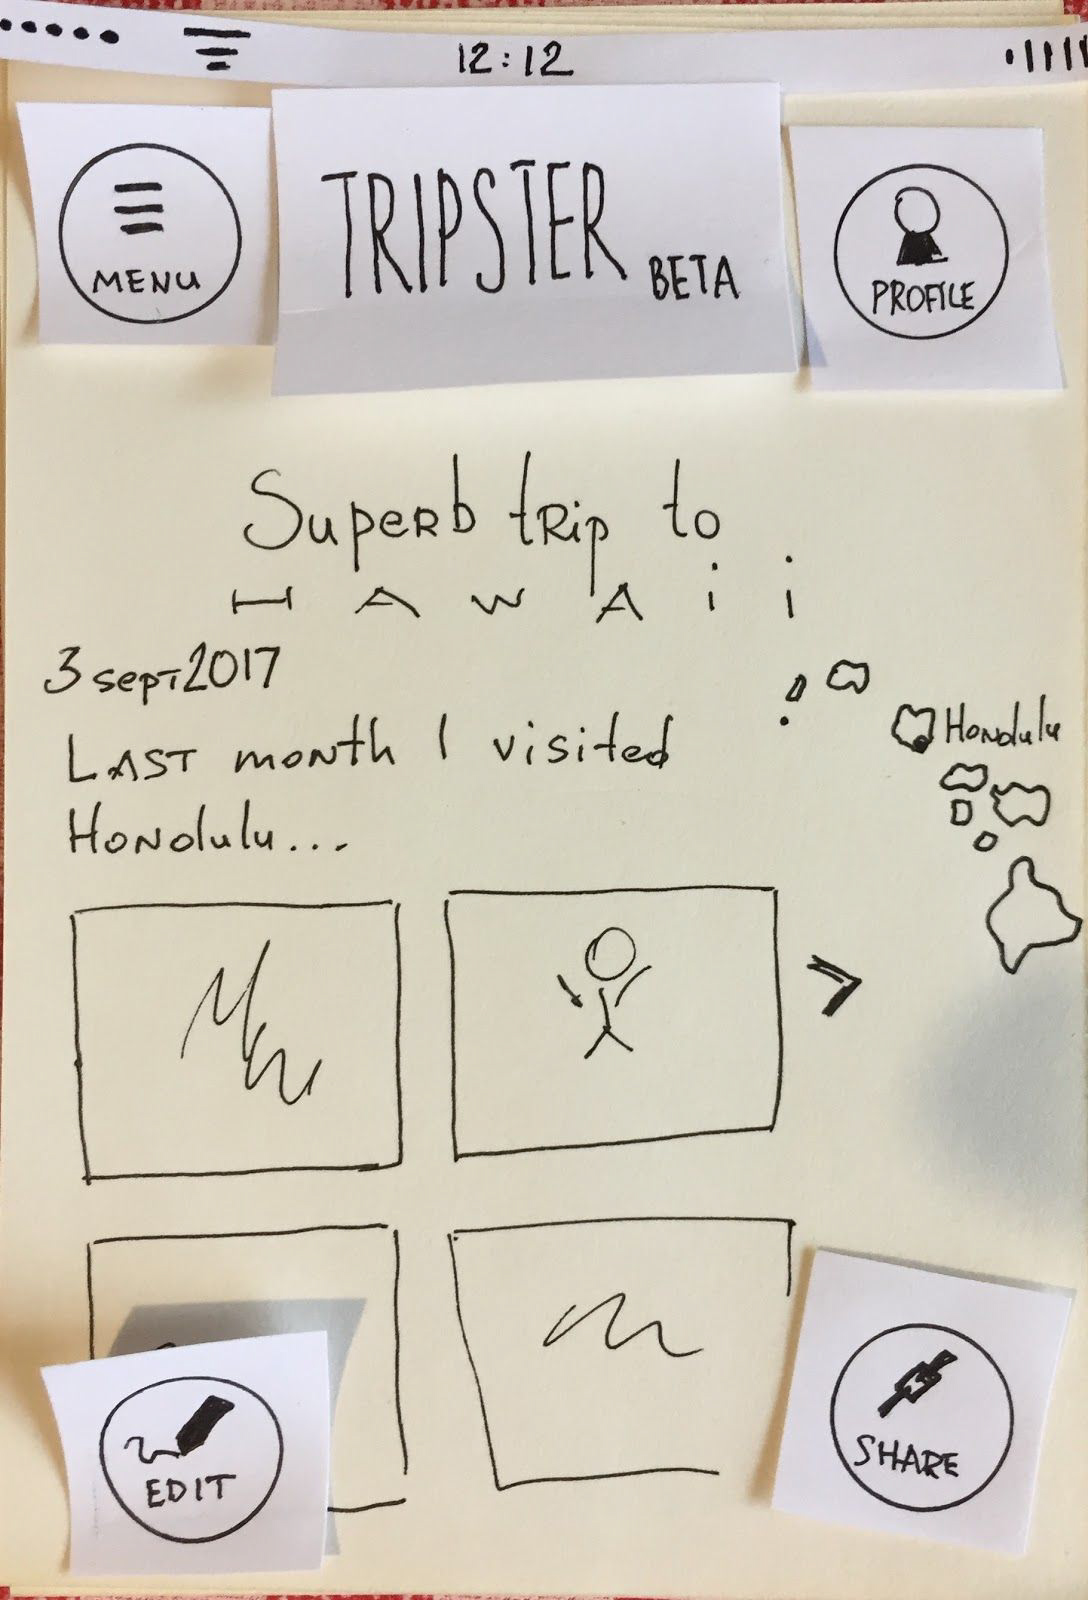 12:12
MENU
TRIPSTER BETA
PROFILE
Superb trip to
HAWAii
3 sept 2017
Last month I visited
Honolulu...
Honolulu
EDIT
SHARE